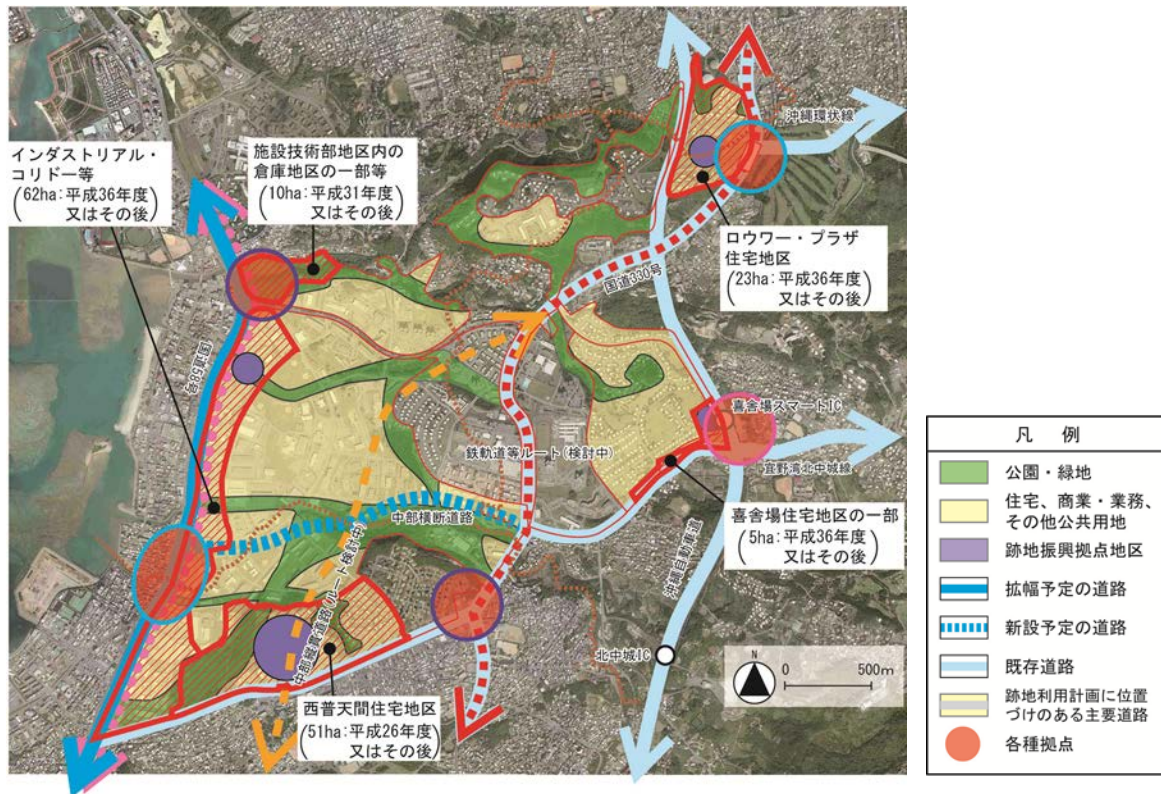 インダストリアル・
コリドー等
(62ha:平成36年度
又はその後)
施設技術部地区内の
倉庫地区の一部等
(10ha:平成31年度
又はその後)
沖縄環状線
ロウワー・プラザ
住宅地区
(23ha:平成36年度
又はその後)
国道330号
国道58号
喜舎場スマートIC
鉄軌道等ルート(検討中)
宜野湾北中城線
中部横断道路
喜舎場住宅地区の一部
(5ha:平成36年度
又はその後)
中部縦貫道路(ルート検討中)
沖縄自動車道
北中城IC
N
0 500m
西普天間住宅地区
(51ha:平成26年度
又はその後)
凡 例
公園・緑地
住宅、商業・業務、
その他公共用地
跡地振興拠点地区
拡幅予定の道路
新設予定の道路
既存道路
跡地利用計画に位置
づけのある主要道路
各種拠点